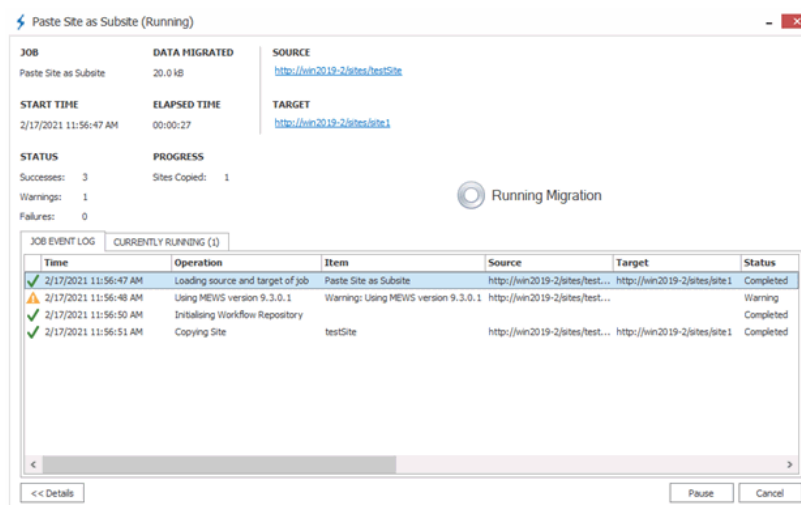 Paste Site as Subsite (Running)
JOB DATA MIGRATED SOURCE
Paste Site as Subsite 20.0 kB http://win2019-2/sites/testSite
START TIME ELAPSED TIME TARGET
2/17/2021 11:56:47 AM 00:00:27 http://win2019-2/sites/site1
STATUS PROGRESS
Successes: 3 Sites Copied: 1
Warnings: 1
Running Migration
Failures: 0
JOB EVENT LOG CURRENTLY RUNNING (1)
Time Operation Item Source Target Status
2/17/2021 11:56:47 AM Loading source and target of job Paste Site as Subsite http://win2019-2/sites/test... http://win2019-2/sites/site1 Completed
2/17/2021 11:56:48 AM Using MEWS version 9.3.0.1 Warning: Using MEWS version 9.3.0.1 http://win2019-2/sites/test... Warning
2/17/2021 11:56:50 AM Initialising Workflow Repository Completed
2/17/2021 11:56:51 AM Copying Site testSite http://win2019-2/sites/test... http://win2019-2/sites/site1 Completed
<< Details Pause Cancel